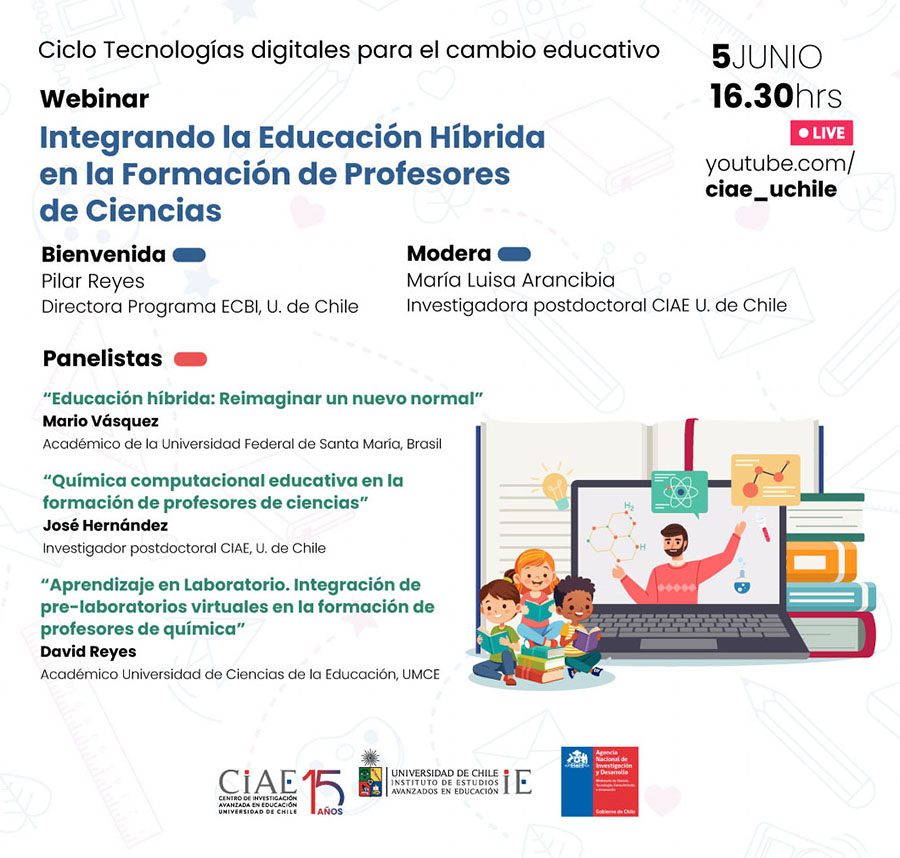 Ciclo Tecnologías digitales para el cambio educativo
5JUNIO
16.30hrs
LIVE
youtube.com/
ciae_uchile
Webinar
Integrando la Educación Híbrida
en la Formación de Profesores
de Ciencias
Bienvenida
Pilar Reyes
Directora Programa ECBI, U. de Chile
Modera
María Luisa Arancibia
Investigadora postdoctoral CIAE U. de Chile
Panelistas
“Educación híbrida: Reimaginar un nuevo normal”
Mario Vásquez
Académico de la Universidad Federal de Santa María, Brasil
“Química computacional educativa en la
formación de profesores de ciencias”
José Hernández
Investigador postdoctoral CIAE, U. de Chile
“Aprendizaje en Laboratorio. Integración de
pre-laboratorios virtuales en la formación de
profesores de química”
David Reyes
Académico Universidad de Ciencias de la Educación, UMCE
H2
H
CIAE
CENTRO DE INVESTIGACIÓN
AVANZADA EN EDUCACIÓN
UNIVERSIDAD DE CHILE
15
AÑOS
UNIVERSIDAD DE CHILE
INSTITUTO DE ESTUDIOS
AVANZADOS EN EDUCACIÓN
iE
Agencia
Nacional de
Investigación
y Desarrollo
Ministerio de Ciencia,
Tecnología, Conocimiento
e Innovación
Gobierno de Chile